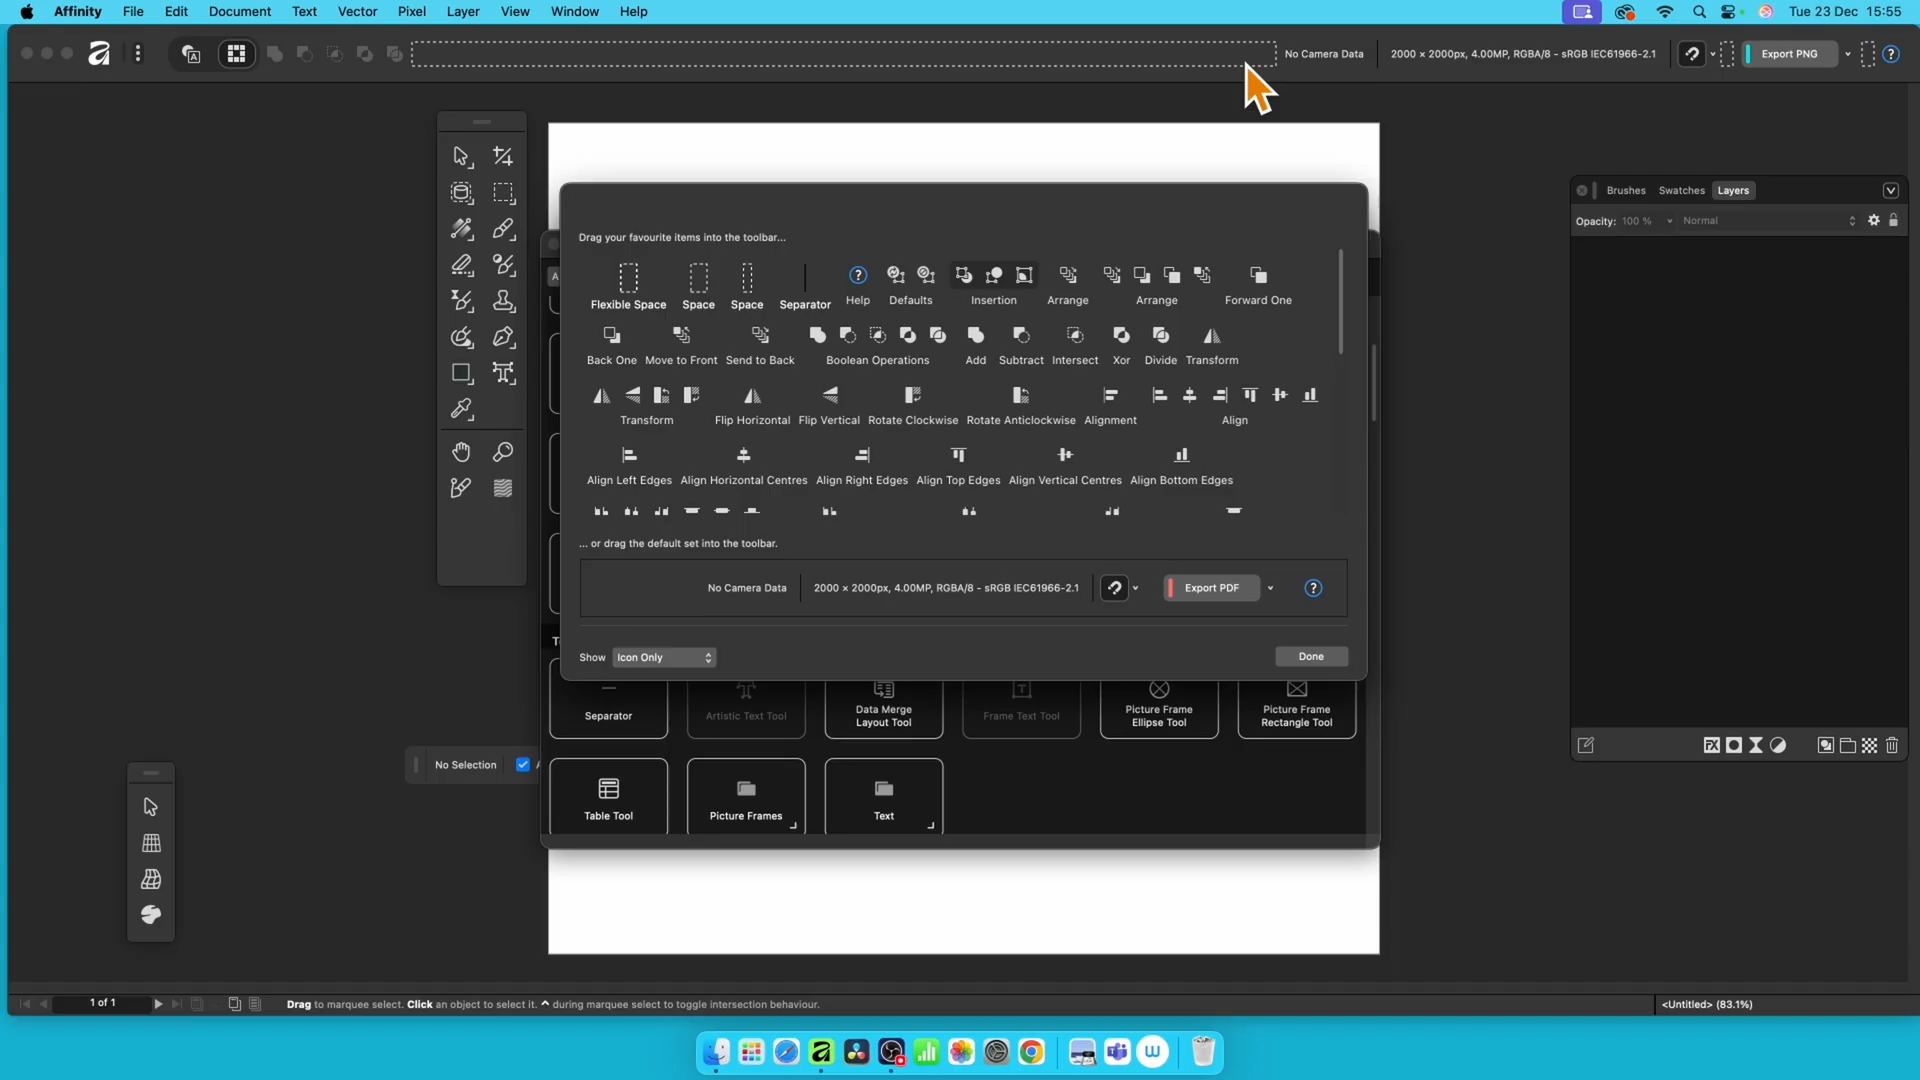 Affinity File Edit Document Text Vector Pixel Layer View Window Help Tue 23 Dec 15:55
No Camera Data 2000 × 2000px, 4.00MP, RGBA/8 - sRGB IEC61966-2.1 Export PNG ?
Brushes Swatches Layers
Opacity: 100 % Normal
Drag your favourite items into the toolbar...
Flexible Space Space Space Separator Help Defaults Insertion Arrange Arrange Forward One
Back One Move to Front Send to Back Boolean Operations Add Subtract Intersect Xor Divide Transform
Transform Flip Horizontal Flip Vertical Rotate Clockwise Rotate Anticlockwise Alignment Align
Align Left Edges Align Horizontal Centres Align Right Edges Align Top Edges Align Vertical Centres Align Bottom Edges
... or drag the default set into the toolbar.
No Camera Data 2000 × 2000px, 4.00MP, RGBA/8 - sRGB IEC61966-2.1 Export PDF ?
Show Icon Only Done
Separator Artistic Text Tool Data Merge Layout Tool Frame Text Tool Picture Frame Ellipse Tool Picture Frame Rectangle Tool
No Selection
Table Tool Picture Frames Text
1 of 1 Drag to marquee select. Click an object to select it. ^ during marquee select to toggle intersection behaviour. <Untitled> (83.1%)